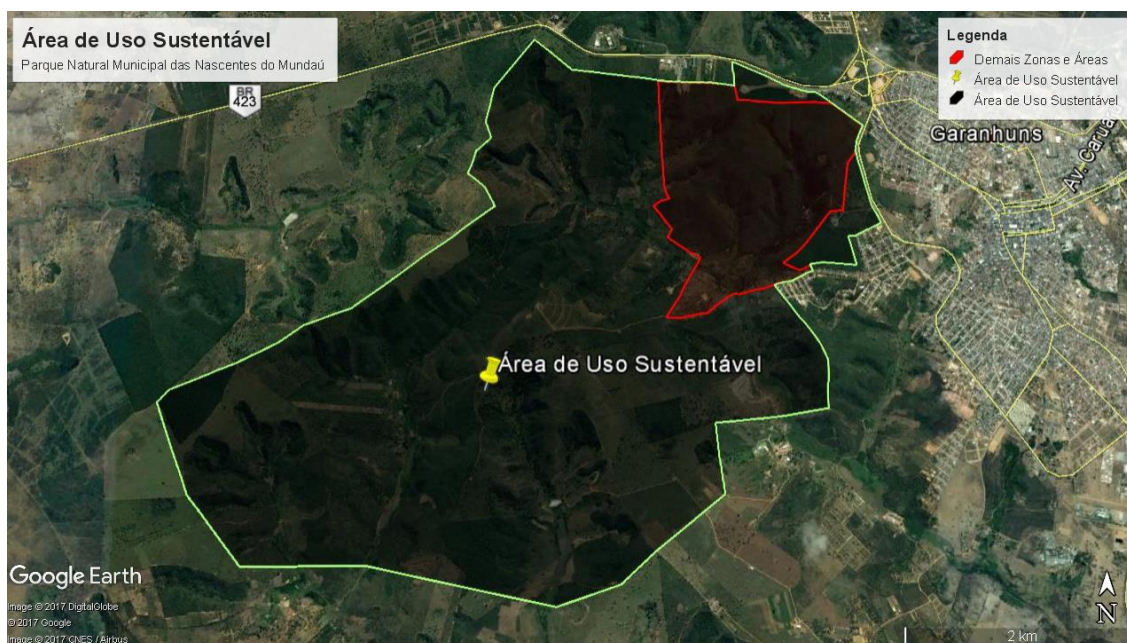 Área de Uso Sustentável
Parque Natural Municipal das Nascentes do Mundaú
BR
423
Legenda
Demais Zonas e Áreas
Área de Uso Sustentável
Área de Uso Sustentável
Garanhuns
Av. Caruaru
Área de Uso Sustentável
Google Earth
Image © 2017 DigitalGlobe
© 2017 Google
Image © 2017 CNES / Airbus
N
2 km